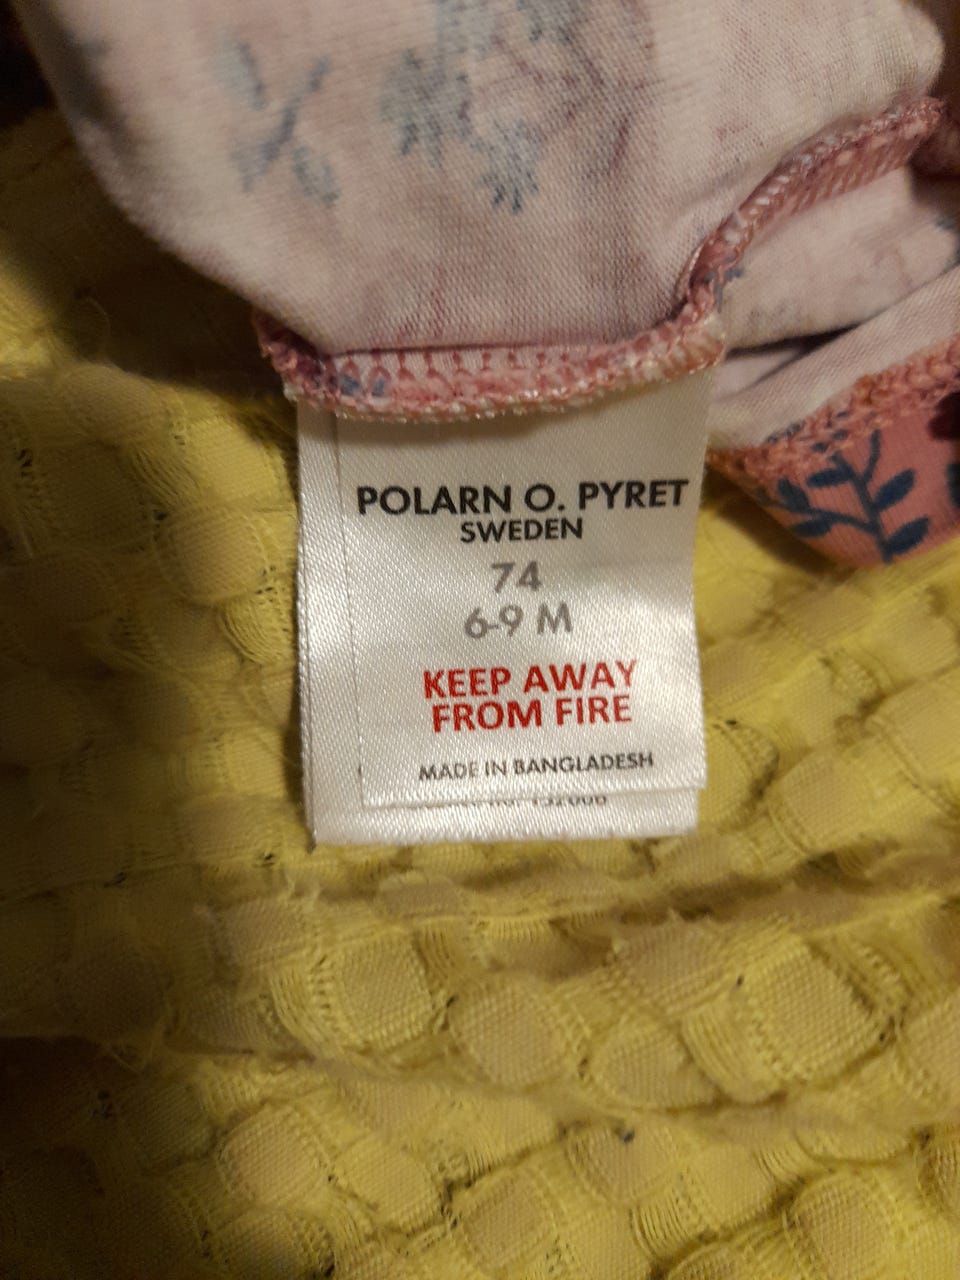 POLARN O. PYRET
SWEDEN
74
6-9 M
KEEP AWAY
FROM FIRE
MADE IN BANGLADESH